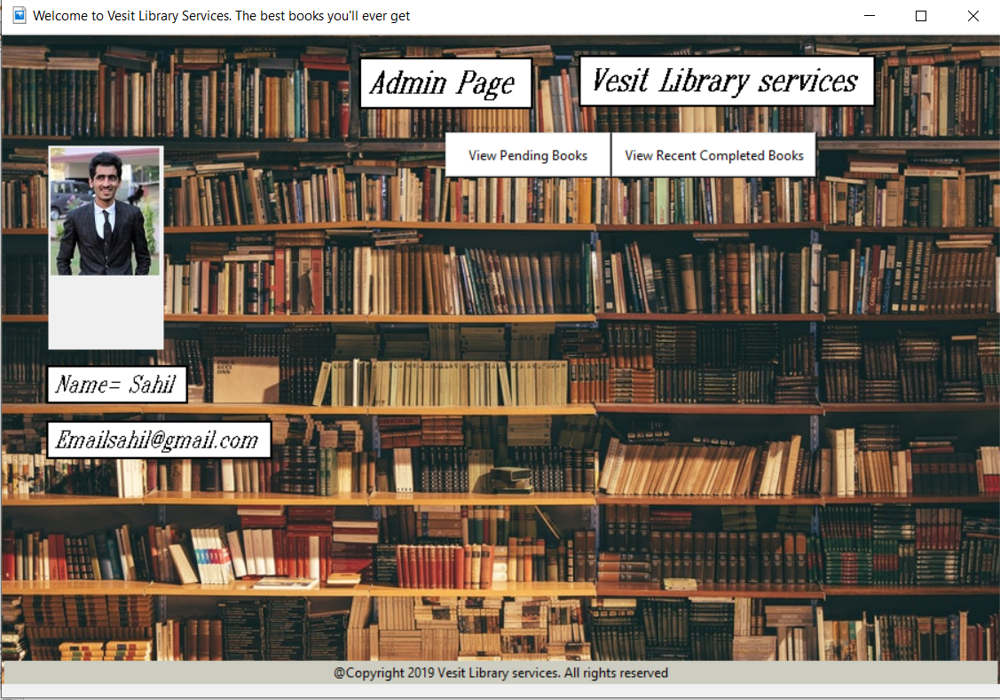 Welcome to Vesit Library Services. The best books you'll ever get
Admin Page
Vesit Library services
View Pending Books
View Recent Completed Books
Name= Sahil
Emailsahil@gmail.com
@Copyright 2019 Vesit Library services. All rights reserved